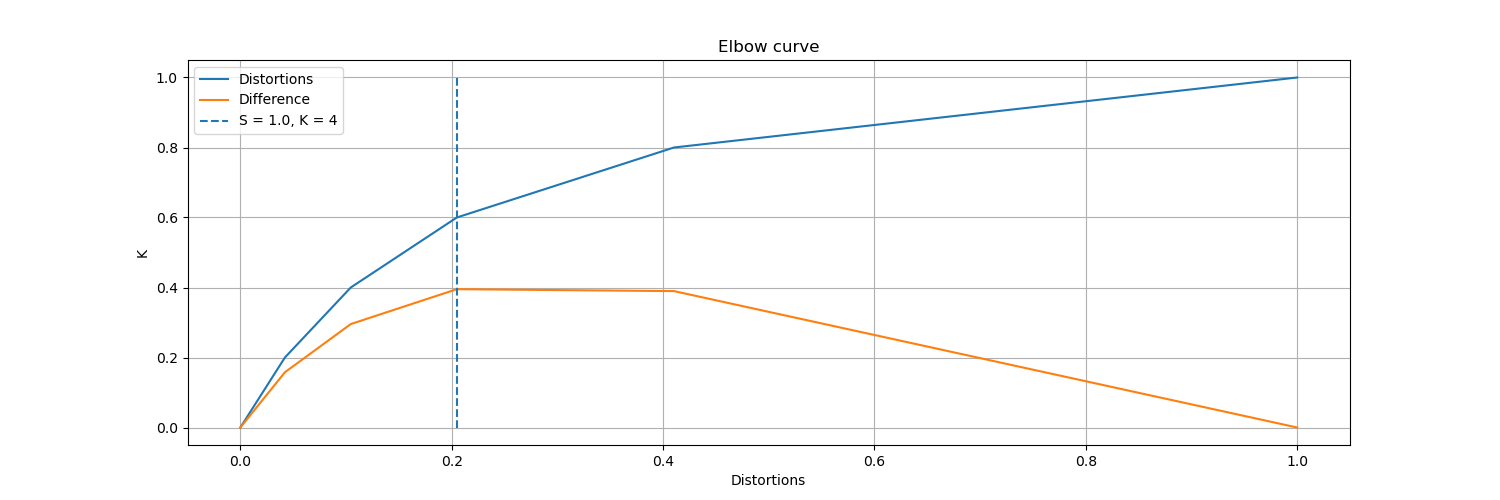 Elbow curve
Distortions
Difference
S = 1.0, K = 4
1.0
0.8
0.6
0.4
0.2
0.0
K
0.0 0.2 0.4 0.6 0.8 1.0
Distortions